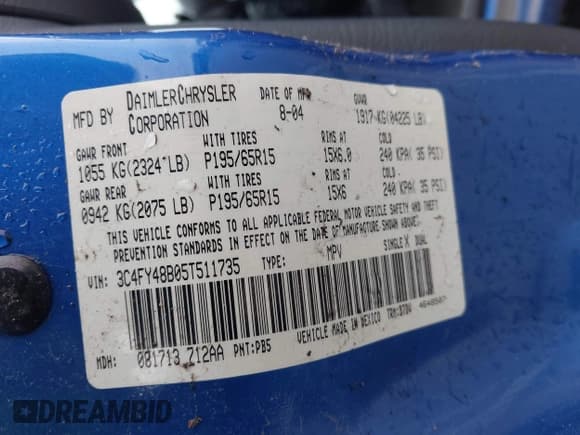 MFD BY DAIMLERCHRYSLER CORPORATION DATE OF MFR 8-04 GVWR 1917 KG(04225 LB)
GAWR FRONT WITH TIRES RIMS AT COLD
1055 KG(2324 LB) P195/65R15 15X6.0 240 KPA( 35 PSI)
GAWR REAR WITH TIRES RIMS AT COLD
0942 KG(2075 LB) P195/65R15 15X6 240 KPA( 35 PSI)
THIS VEHICLE CONFORMS TO ALL APPLICABLE FEDERAL MOTOR VEHICLE SAFETY AND THEFT
PREVENTION STANDARDS IN EFFECT ON THE DATE OF MANUFACTURE SHOWN ABOVE.
VIN: 3C4FY48B05T511735 TYPE: MPV SINGLE X DUAL
MDH: 081713 712AA PNT:PB5 VEHICLE MADE IN MEXICO
DREAMBID